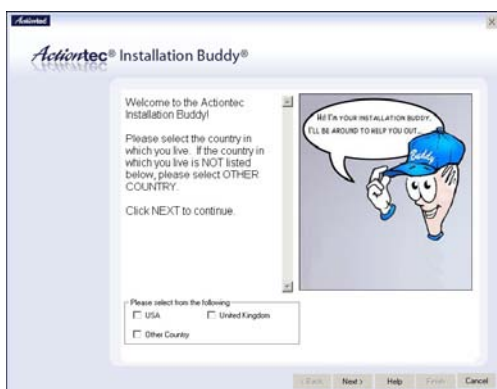 Actiontec
Actiontec® Installation Buddy®
Welcome to the Actiontec
Installation Buddy!
Please select the country in
which you live. If the country in
which you live is NOT listed
below, please select OTHER
COUNTRY.
Click NEXT to continue.
HI! I'M YOUR INSTALLATION BUDDY.
I'LL BE AROUND TO HELP YOU OUT...
Buddy
Please select from the following
USA
United Kingdom
Other Country
< Back
Next >
Help
Finish
Cancel